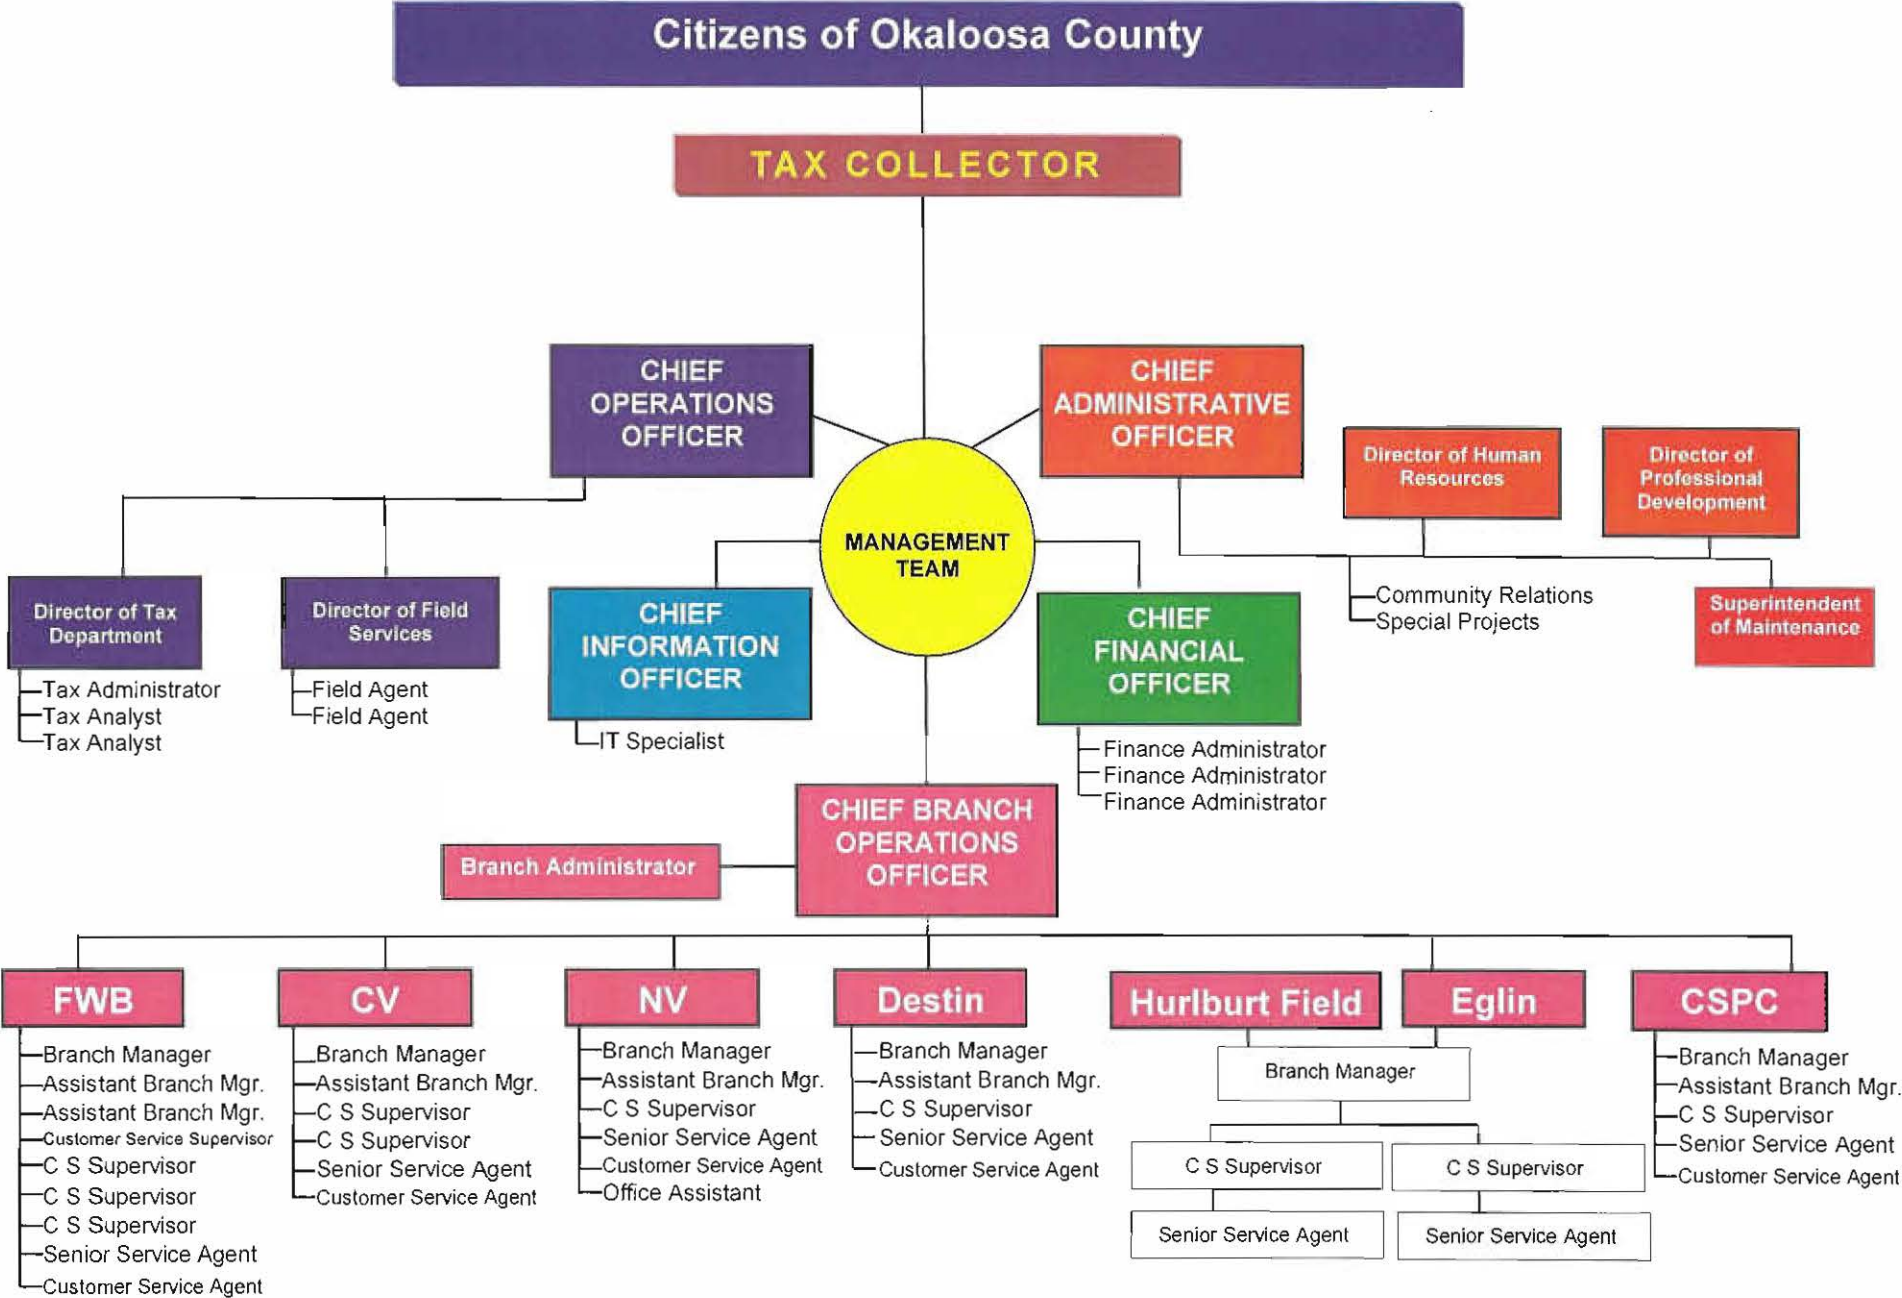 Citizens of Okaloosa County
TAX COLLECTOR
CHIEF
OPERATIONS
OFFICER
CHIEF
ADMINISTRATIVE
OFFICER
Director of Human
Resources
Director of
Professional
Development
MANAGEMENT
TEAM
Director of Tax
Department
Tax Administrator
Tax Analyst
Tax Analyst
Director of Field
Services
Field Agent
Field Agent
CHIEF
INFORMATION
OFFICER
IT Specialist
CHIEF
FINANCIAL
OFFICER
Finance Administrator
Finance Administrator
Finance Administrator
Community Relations
Special Projects
Superintendent
of Maintenance
CHIEF BRANCH
OPERATIONS
OFFICER
Branch Administrator
FWB
Branch Manager
Assistant Branch Mgr.
Assistant Branch Mgr.
Customer Service Supervisor
C S Supervisor
C S Supervisor
C S Supervisor
Senior Service Agent
Customer Service Agent
CV
Branch Manager
Assistant Branch Mgr.
C S Supervisor
C S Supervisor
Senior Service Agent
Customer Service Agent
NV
Branch Manager
Assistant Branch Mgr.
C S Supervisor
Senior Service Agent
Customer Service Agent
Office Assistant
Destin
Branch Manager
Assistant Branch Mgr.
C S Supervisor
Senior Service Agent
Customer Service Agent
Hurlburt Field
Eglin
Branch Manager
C S Supervisor
C S Supervisor
Senior Service Agent
Senior Service Agent
CSPC
Branch Manager
Assistant Branch Mgr.
C S Supervisor
Senior Service Agent
Customer Service Agent